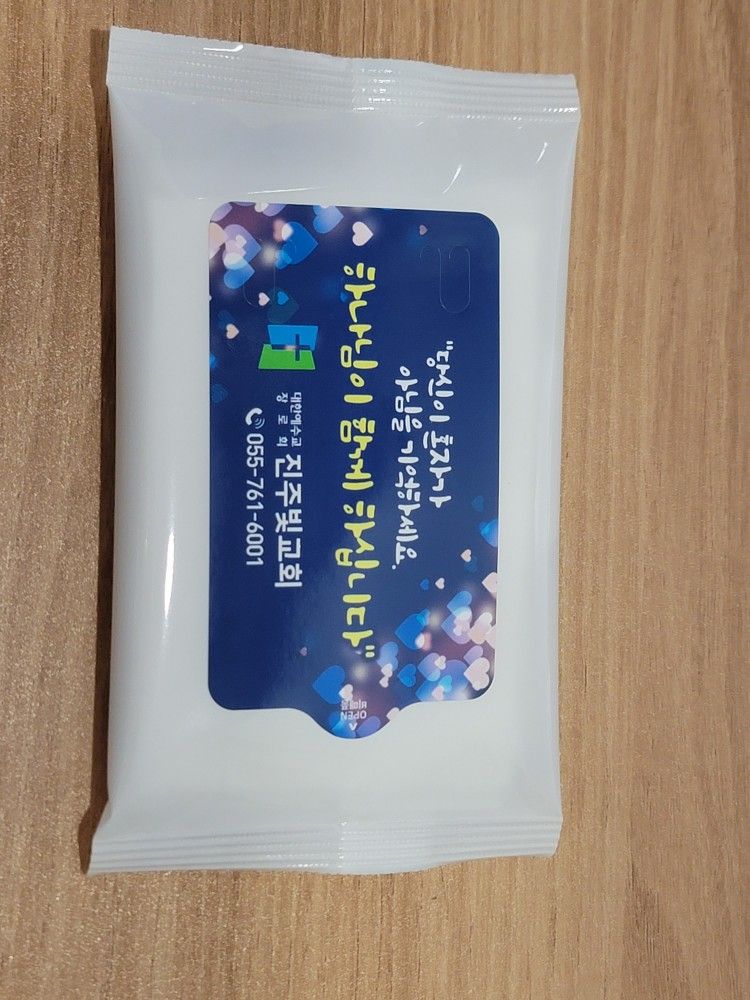 "당신이 혼자가
아님을 기억하세요.
하나님이 함께 하십니다"
대한예수교
장로회
진주빛교회
055-761-6001
OPEN